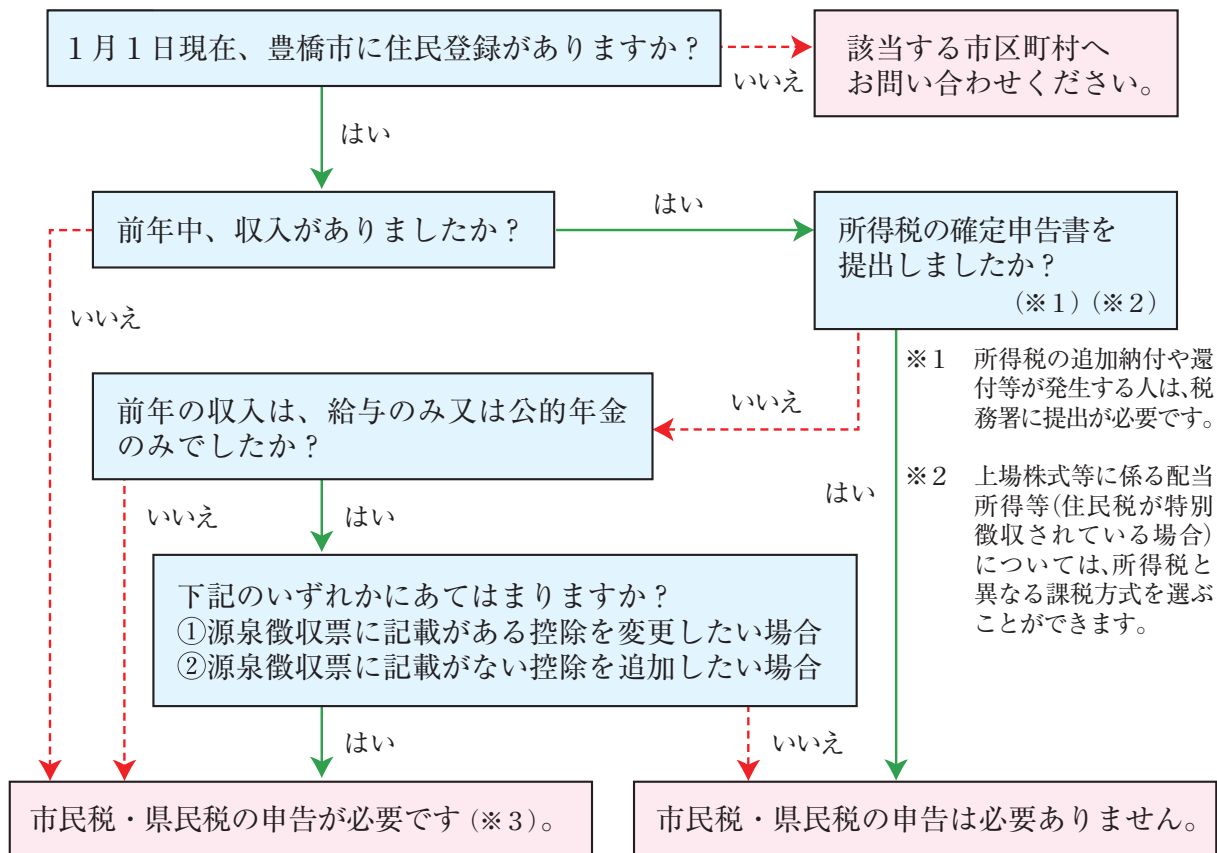 １月１日現在、豊橋市に住民登録がありますか？
いいえ
該当する市区町村へ
お問い合わせください。
はい
前年中、収入がありましたか？
はい
所得税の確定申告書を
提出しましたか？
（※１）（※２）
いいえ
※１　所得税の追加納付や還
付等が発生する人は、税
務署に提出が必要です。
前年の収入は、給与のみ又は公的年金
のみでしたか？
いいえ
※２　上場株式等に係る配当
所得等（住民税が特別
徴収されている場合）
については、所得税と
異なる課税方式を選ぶ
ことができます。
はい
いいえ
はい
下記のいずれかにあてはまりますか？
①源泉徴収票に記載がある控除を変更したい場合
②源泉徴収票に記載がない控除を追加したい場合
はい
いいえ
市民税・県民税の申告が必要です（※３）。
市民税・県民税の申告は必要ありません。